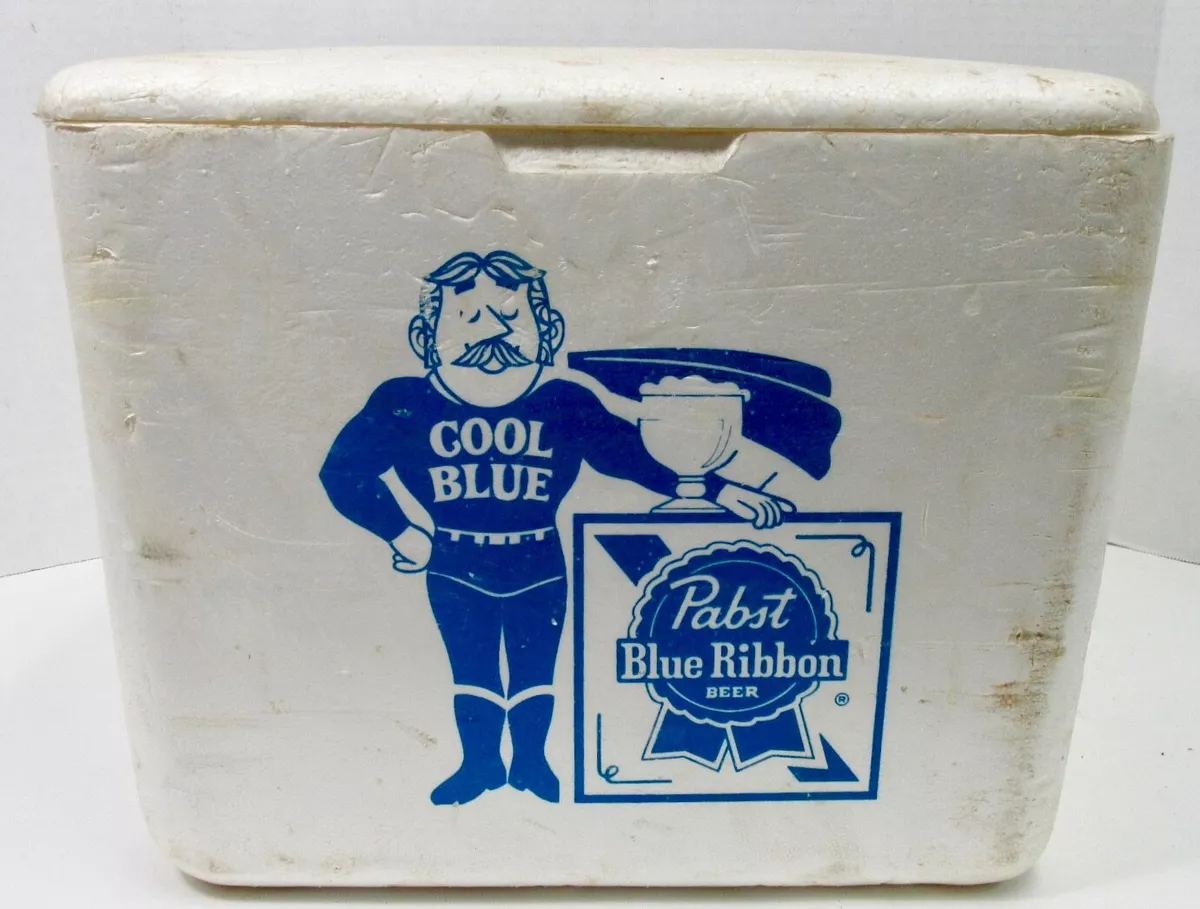 COOL
BLUE
Pabst
Blue Ribbon
BEER
®